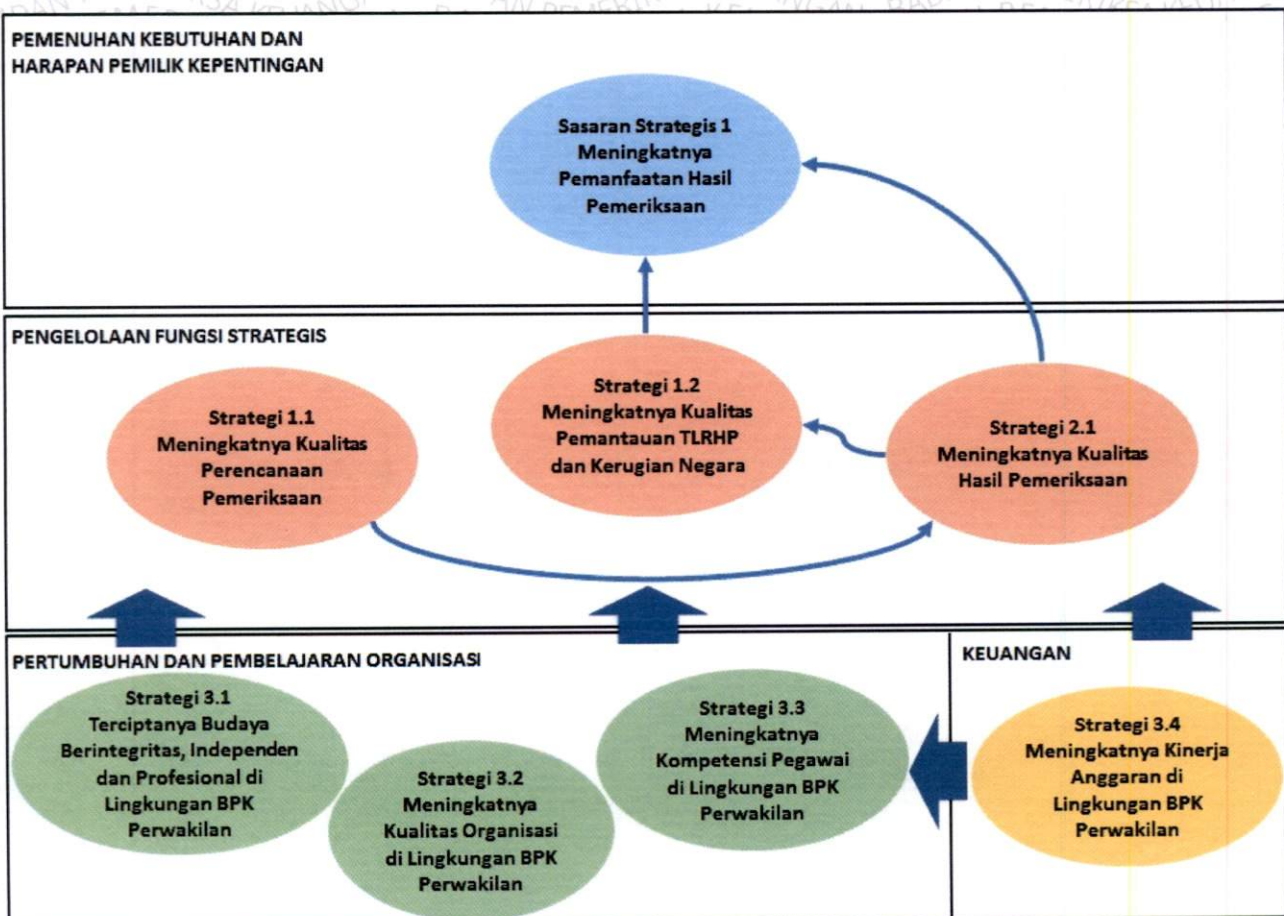 PEMENUHAN KEBUTUHAN DAN
HARAPAN PEMILIK KEPENTINGAN
Sasaran Strategis 1
Meningkatnya
Pemanfaatan Hasil
Pemeriksaan
PENGELOLAAN FUNGSI STRATEGIS
Strategi 1.1
Meningkatnya Kualitas
Perencanaan
Pemeriksaan
Strategi 1.2
Meningkatnya Kualitas
Pemantauan TLRHP
dan Kerugian Negara
Strategi 2.1
Meningkatnya Kualitas
Hasil Pemeriksaan
PERTUMBUHAN DAN PEMBELAJARAN ORGANISASI
Strategi 3.1
Terciptanya Budaya
Berintegritas, Independen
dan Profesional di
Lingkungan BPK
Perwakilan
Strategi 3.2
Meningkatnya
Kualitas Organisasi
di Lingkungan BPK
Perwakilan
Strategi 3.3
Meningkatnya
Kompetensi Pegawai
di Lingkungan BPK
Perwakilan
KEUANGAN
Strategi 3.4
Meningkatnya Kinerja
Anggaran di
Lingkungan BPK
Perwakilan